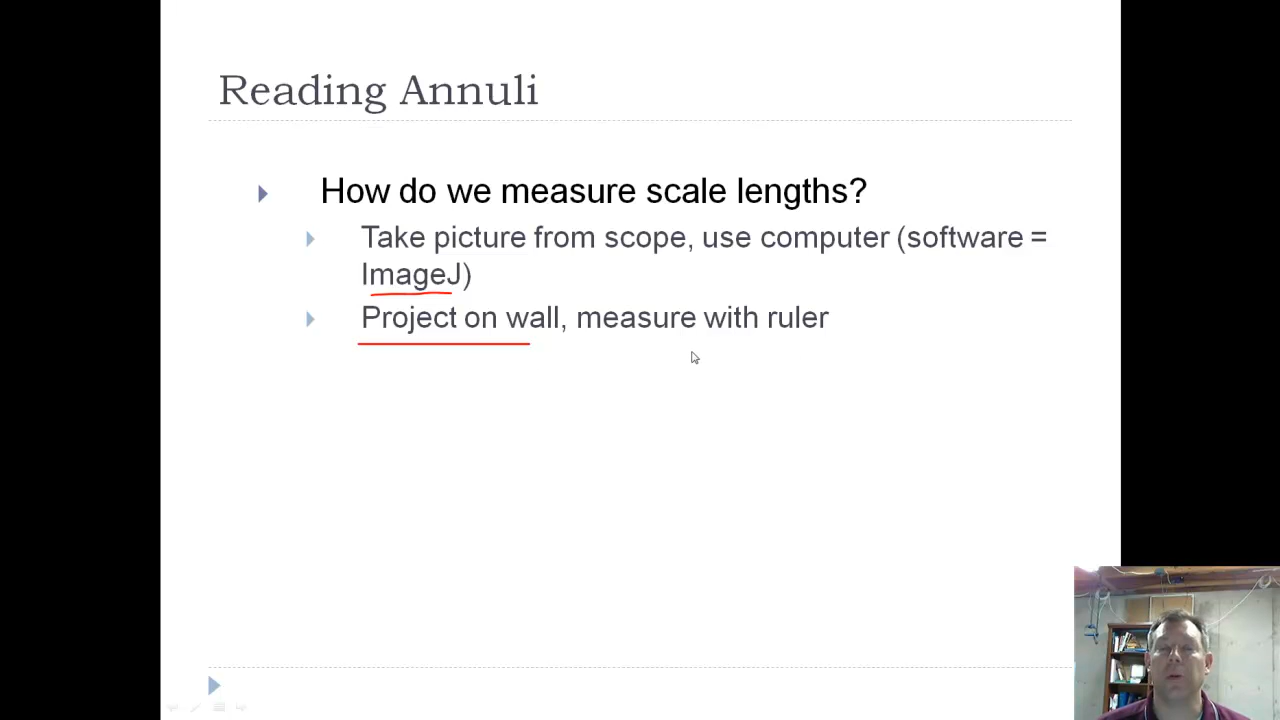 Reading Annuli
How do we measure scale lengths?
Take picture from scope, use computer (software =
ImageJ)
Project on wall, measure with ruler